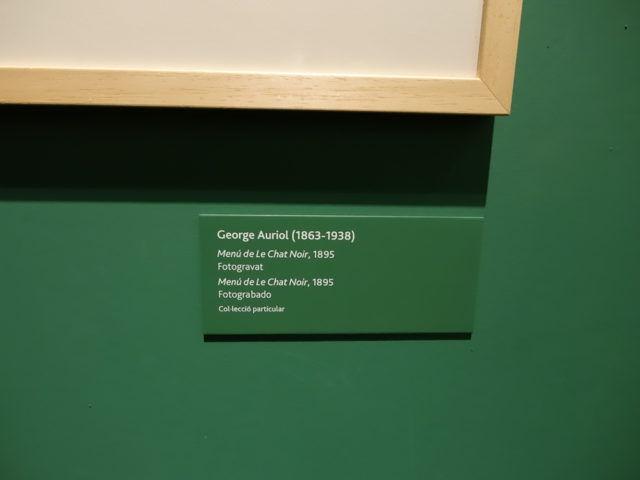 George Auriol (1863-1938)
Menú de Le Chat Noir, 1895
Fotogravat
Menú de Le Chat Noir, 1895
Fotograbado
Col·lecció particular